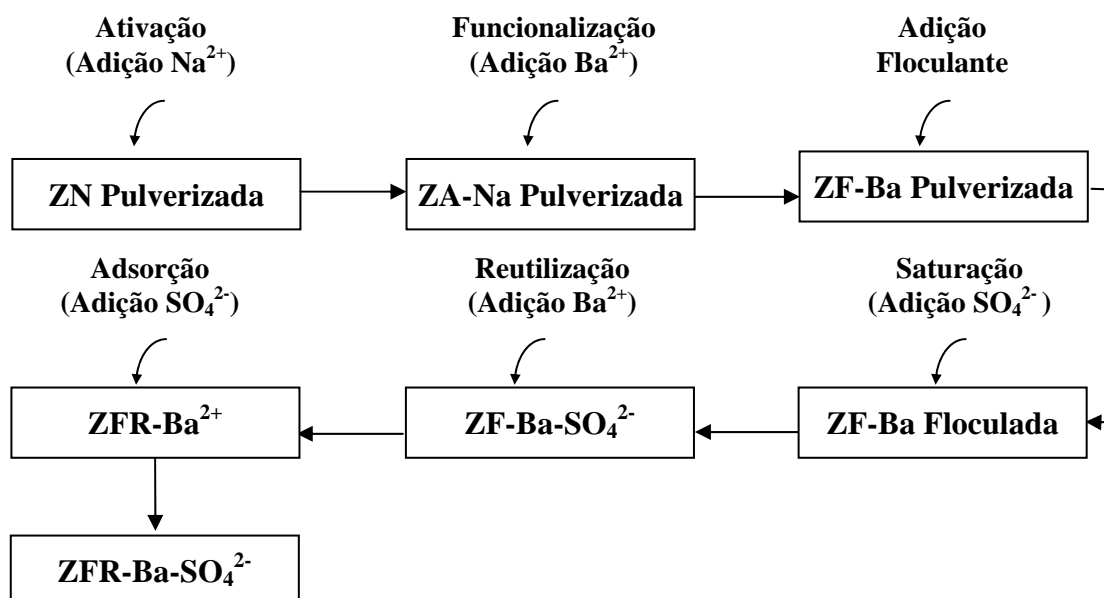 Ativação
(Adição Na²⁺)
Funcionalização
(Adição Ba²⁺)
Adição
Floculante
ZN Pulverizada
ZA-Na Pulverizada
ZF-Ba Pulverizada
Adsorção
(Adição SO₄²⁻)
Reutilização
(Adição Ba²⁺)
Saturação
(Adição SO₄²⁻ )
ZFR-Ba²⁺
ZF-Ba-SO₄²⁻
ZF-Ba Floculada
ZFR-Ba-SO₄²⁻